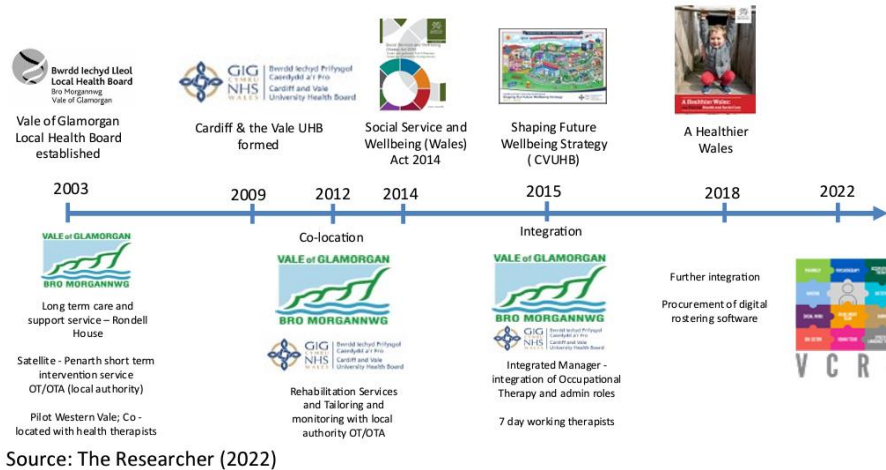 Bwrdd Iechyd Lleol
Local Health Board
Bro Morgannwg
Vale of Glamorgan
Vale of Glamorgan
Local Health Board
established
GIG
CYMRU
NHS
WALES
Bwrdd Iechyd Prifysgol
Caerdydd a'r Fro
Cardiff and Vale
University Health Board
Cardiff & the Vale UHB
formed
Social Service and
Wellbeing (Wales)
Act 2014
Shaping Future
Wellbeing Strategy
( CVUHB)
A Healthier Wales:
A Healthier
Wales
2003
2009
2012
2014
2015
2018
2022
VALE of GLAMORGAN
BRO MORGANNWG
Long term care and
support service – Rondell
House
Satellite - Penarth short term
intervention service
OT/OTA (local authority)
Pilot Western Vale; Co -
located with health therapists
Co-location
VALE of GLAMORGAN
BRO MORGANNWG
GIG
CYMRU
NHS
WALES
Bwrdd Iechyd Prifysgol
Caerdydd a'r Fro
Cardiff and Vale
University Health Board
Rehabilitation Services
and Tailoring and
monitoring with local
authority OT/OTA
Integration
VALE of GLAMORGAN
BRO MORGANNWG
GIG
CYMRU
NHS
WALES
Bwrdd Iechyd Prifysgol
Caerdydd a'r Fro
Cardiff and Vale
University Health Board
Integrated Manager -
integration of Occupational
Therapy and admin roles
7 day working therapists
Further integration
Procurement of digital
rostering software
V C R
Source: The Researcher (2022)